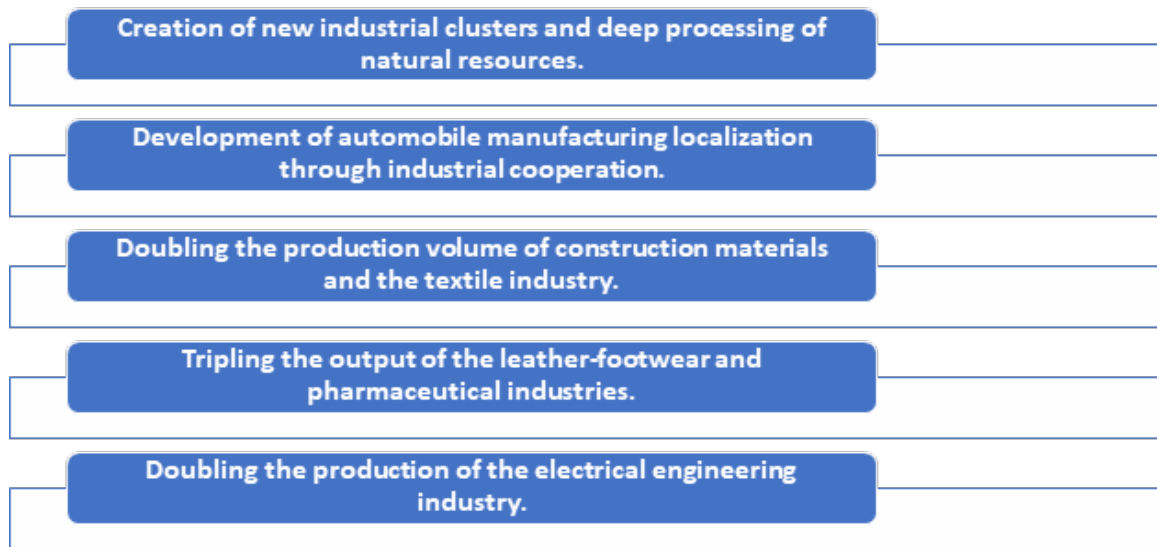 Creation of new industrial clusters and deep processing of
natural resources.
Development of automobile manufacturing localization
through industrial cooperation.
Doubling the production volume of construction materials
and the textile industry.
Tripling the output of the leather-footwear and
pharmaceutical industries.
Doubling the production of the electrical engineering
industry.